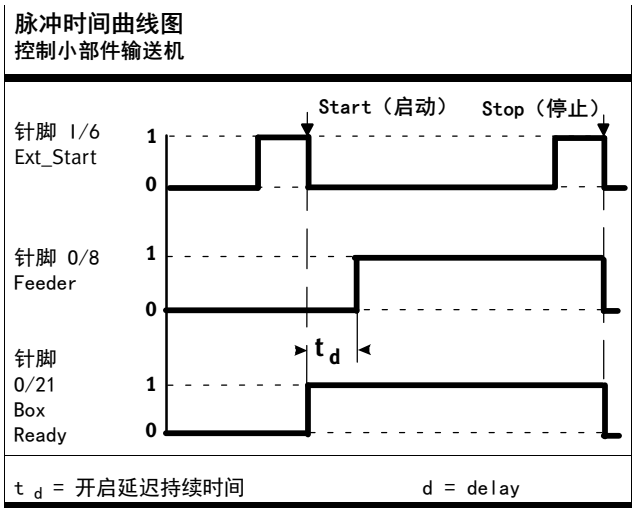 脉冲时间曲线图
控制小部件输送机
Start（启动） Stop（停止）
针脚 I/6
Ext_Start
1
0
针脚 O/8
Feeder
1
0
t d
针脚
O/21
Box
Ready
1
0
t d = 开启延迟持续时间 d = delay